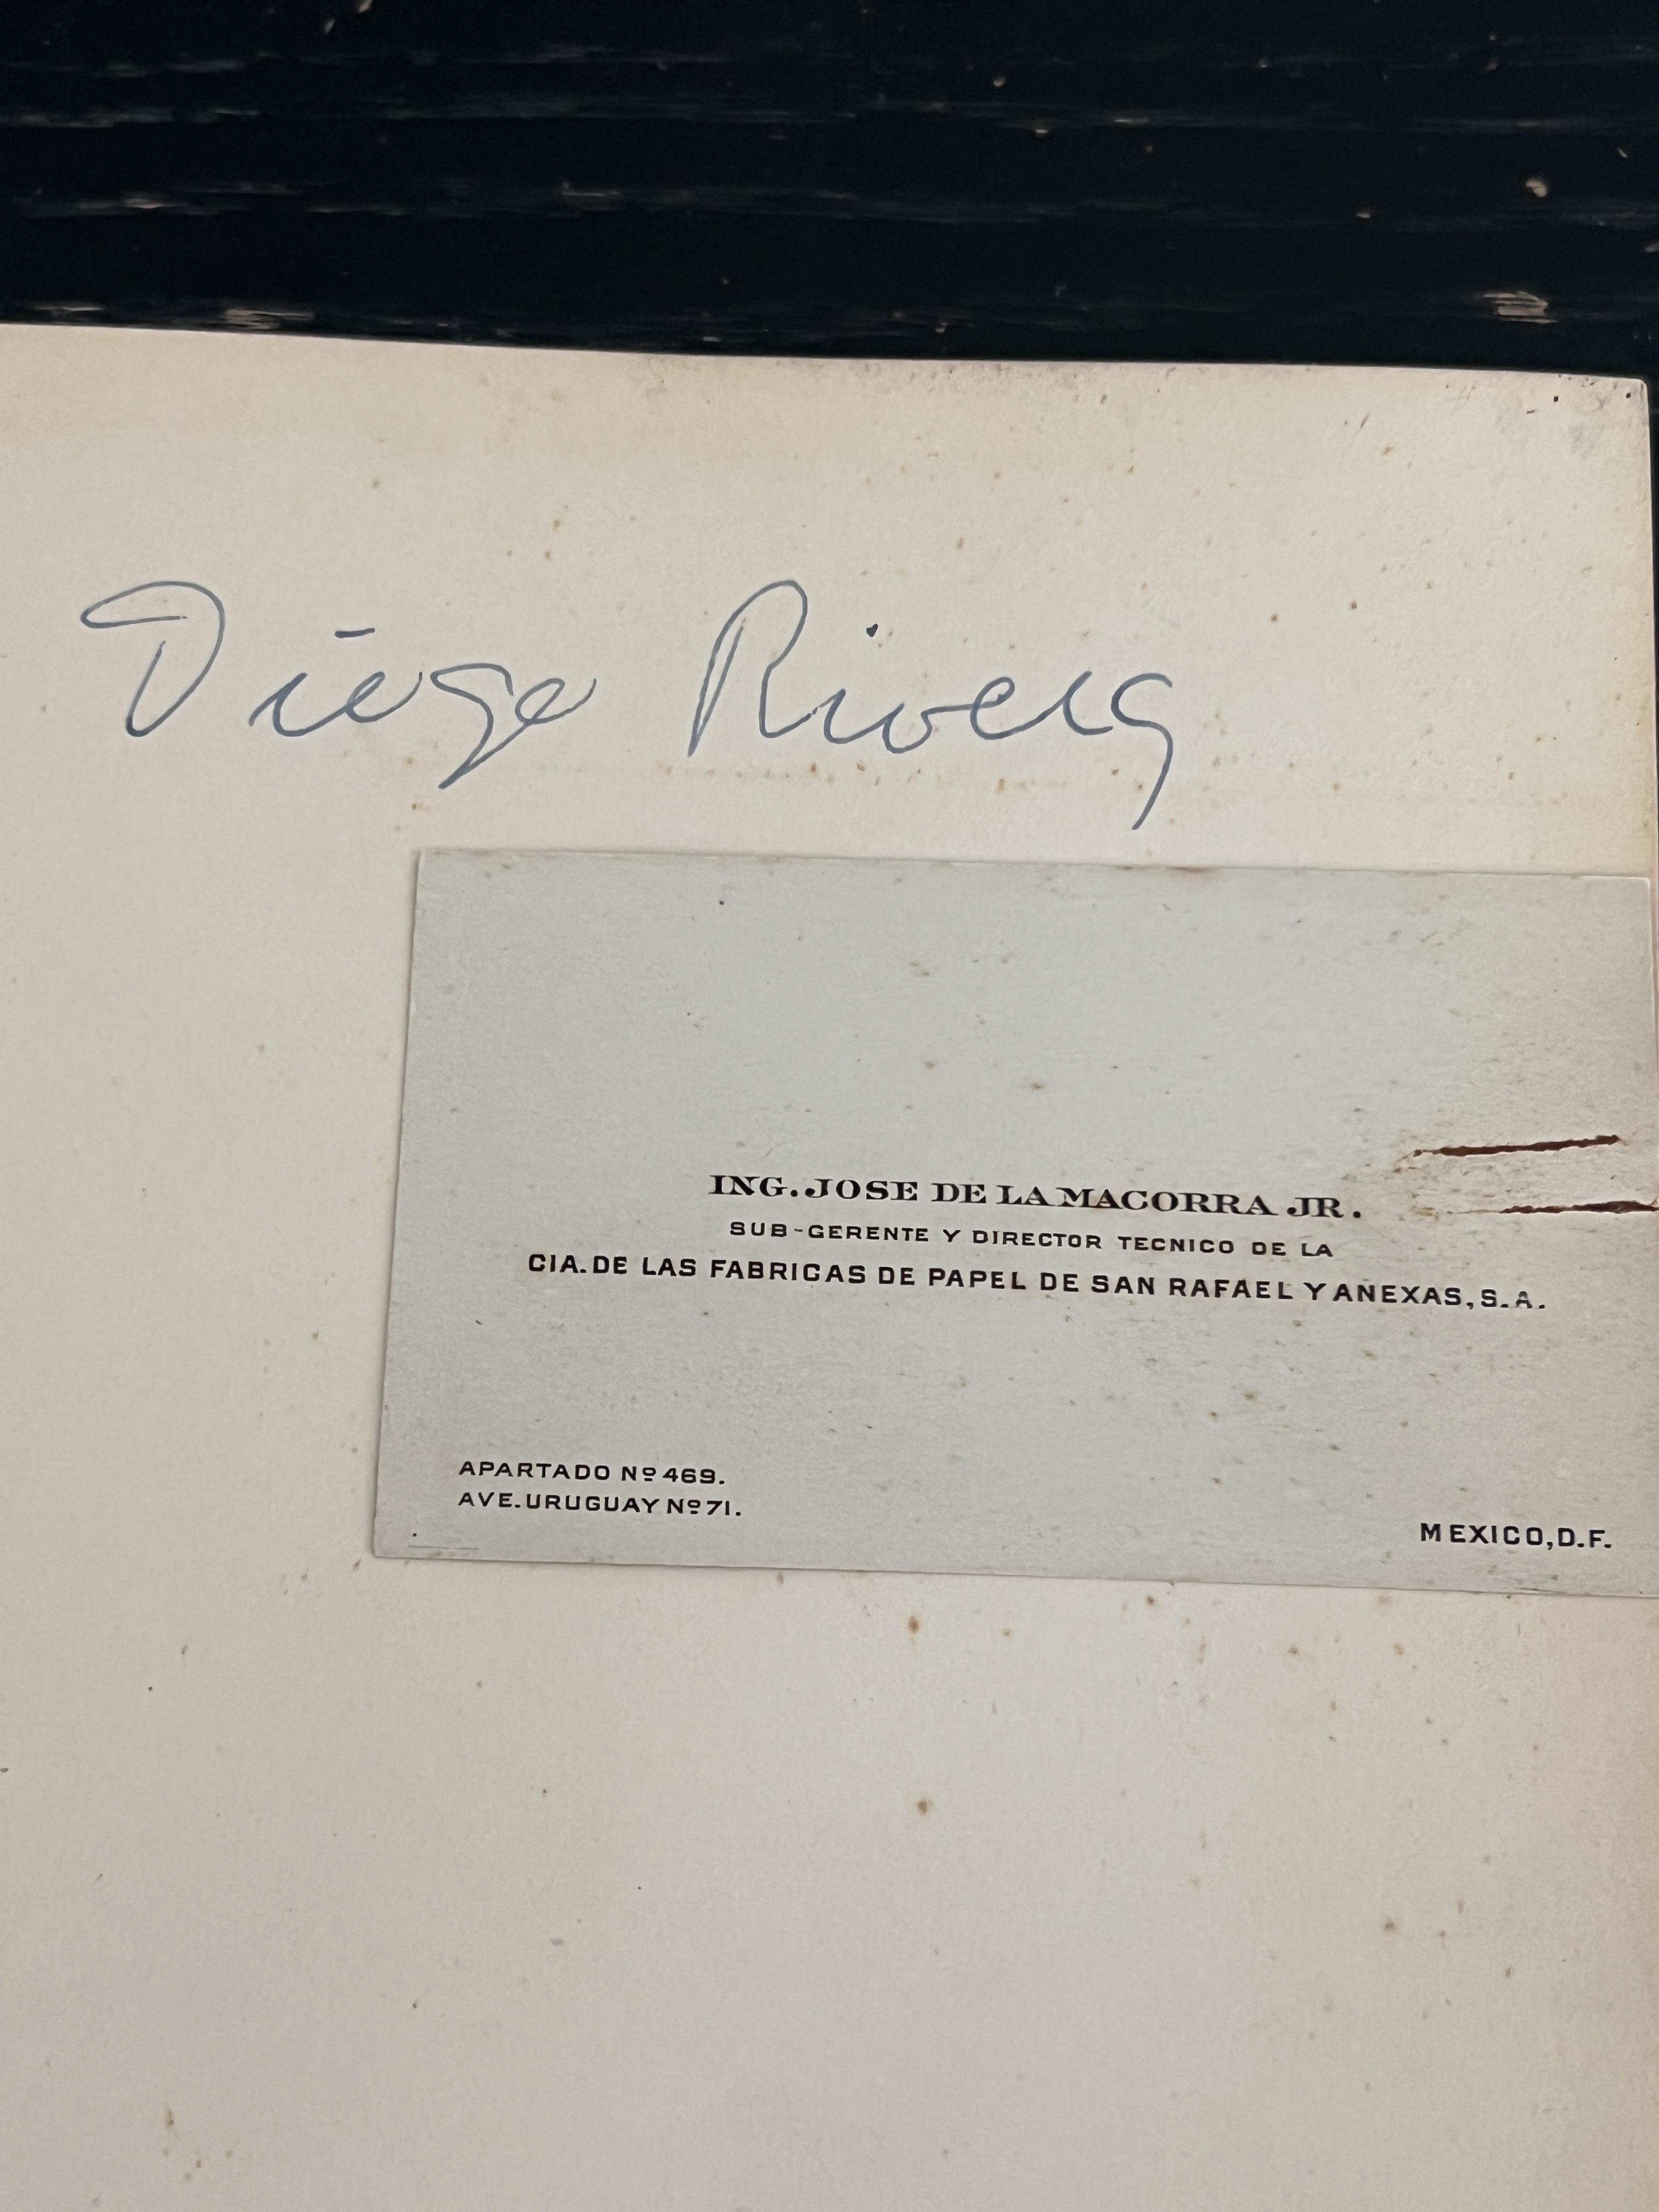 Diego Rivera
ING. JOSE DE LA MACORRA JR.
SUB-GERENTE Y DIRECTOR TECNICO DE LA
CIA. DE LAS FABRICAS DE PAPEL DE SAN RAFAEL Y ANEXAS, S.A.
APARTADO Nº 469.
AVE. URUGUAY Nº 71.
MEXICO, D.F.